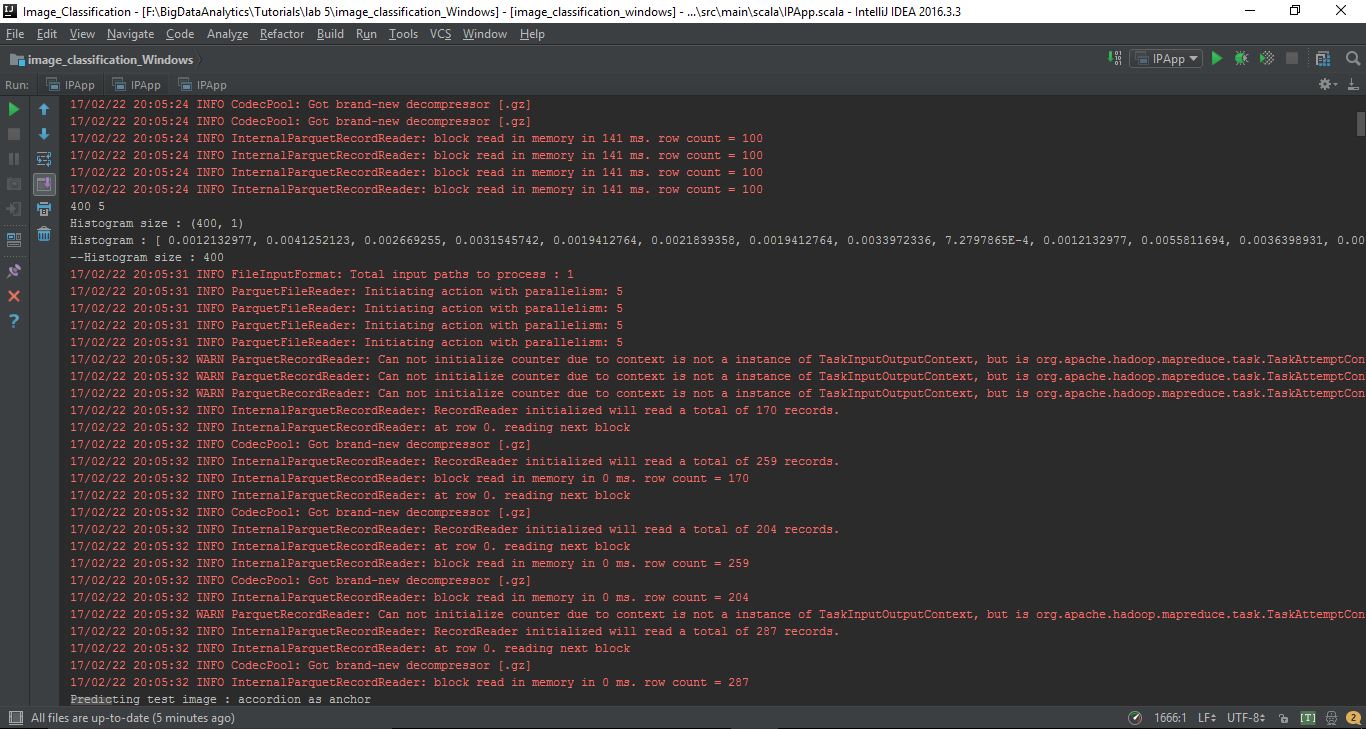 Image_Classification - [F:\BigDataAnalytics\Tutorials\lab 5\image_classification_Windows] - [image_classification_windows] - ...\src\main\scala\IPApp.scala - IntelliJ IDEA 2016.3.3
File Edit View Navigate Code Analyze Refactor Build Run Tools VCS Window Help
image_classification_Windows IPApp
Run: IPApp IPApp IPApp
17/02/22 20:05:24 INFO CodecPool: Got brand-new decompressor [.gz]
17/02/22 20:05:24 INFO CodecPool: Got brand-new decompressor [.gz]
17/02/22 20:05:24 INFO InternalParquetRecordReader: block read in memory in 141 ms. row count = 100
17/02/22 20:05:24 INFO InternalParquetRecordReader: block read in memory in 141 ms. row count = 100
17/02/22 20:05:24 INFO InternalParquetRecordReader: block read in memory in 141 ms. row count = 100
17/02/22 20:05:24 INFO InternalParquetRecordReader: block read in memory in 141 ms. row count = 100
400 5
Histogram size : (400, 1)
Histogram : [ 0.0012132977, 0.0041252123, 0.002669255, 0.0031545742, 0.0019412764, 0.0021839358, 0.0019412764, 0.0033972336, 7.2797865E-4, 0.0012132977, 0.0055811694, 0.0036398931, 0.00
--Histogram size : 400
17/02/22 20:05:31 INFO FileInputFormat: Total input paths to process : 1
17/02/22 20:05:31 INFO ParquetFileReader: Initiating action with parallelism: 5
17/02/22 20:05:31 INFO ParquetFileReader: Initiating action with parallelism: 5
17/02/22 20:05:31 INFO ParquetFileReader: Initiating action with parallelism: 5
17/02/22 20:05:31 INFO ParquetFileReader: Initiating action with parallelism: 5
17/02/22 20:05:32 WARN ParquetRecordReader: Can not initialize counter due to context is not a instance of TaskInputOutputContext, but is org.apache.hadoop.mapreduce.task.TaskAttemptCon
17/02/22 20:05:32 WARN ParquetRecordReader: Can not initialize counter due to context is not a instance of TaskInputOutputContext, but is org.apache.hadoop.mapreduce.task.TaskAttemptCon
17/02/22 20:05:32 WARN ParquetRecordReader: Can not initialize counter due to context is not a instance of TaskInputOutputContext, but is org.apache.hadoop.mapreduce.task.TaskAttemptCon
17/02/22 20:05:32 INFO InternalParquetRecordReader: RecordReader initialized will read a total of 170 records.
17/02/22 20:05:32 INFO InternalParquetRecordReader: at row 0. reading next block
17/02/22 20:05:32 INFO CodecPool: Got brand-new decompressor [.gz]
17/02/22 20:05:32 INFO InternalParquetRecordReader: RecordReader initialized will read a total of 259 records.
17/02/22 20:05:32 INFO InternalParquetRecordReader: block read in memory in 0 ms. row count = 170
17/02/22 20:05:32 INFO InternalParquetRecordReader: at row 0. reading next block
17/02/22 20:05:32 INFO CodecPool: Got brand-new decompressor [.gz]
17/02/22 20:05:32 INFO InternalParquetRecordReader: RecordReader initialized will read a total of 204 records.
17/02/22 20:05:32 INFO InternalParquetRecordReader: at row 0. reading next block
17/02/22 20:05:32 INFO InternalParquetRecordReader: block read in memory in 0 ms. row count = 259
17/02/22 20:05:32 INFO CodecPool: Got brand-new decompressor [.gz]
17/02/22 20:05:32 INFO InternalParquetRecordReader: block read in memory in 0 ms. row count = 204
17/02/22 20:05:32 WARN ParquetRecordReader: Can not initialize counter due to context is not a instance of TaskInputOutputContext, but is org.apache.hadoop.mapreduce.task.TaskAttemptCon
17/02/22 20:05:32 INFO InternalParquetRecordReader: RecordReader initialized will read a total of 287 records.
17/02/22 20:05:32 INFO InternalParquetRecordReader: at row 0. reading next block
17/02/22 20:05:32 INFO CodecPool: Got brand-new decompressor [.gz]
17/02/22 20:05:32 INFO InternalParquetRecordReader: block read in memory in 0 ms. row count = 287
Predicting test image : accordion as anchor
All files are up-to-date (5 minutes ago) 1666:1 LF UTF-8 [T] 2